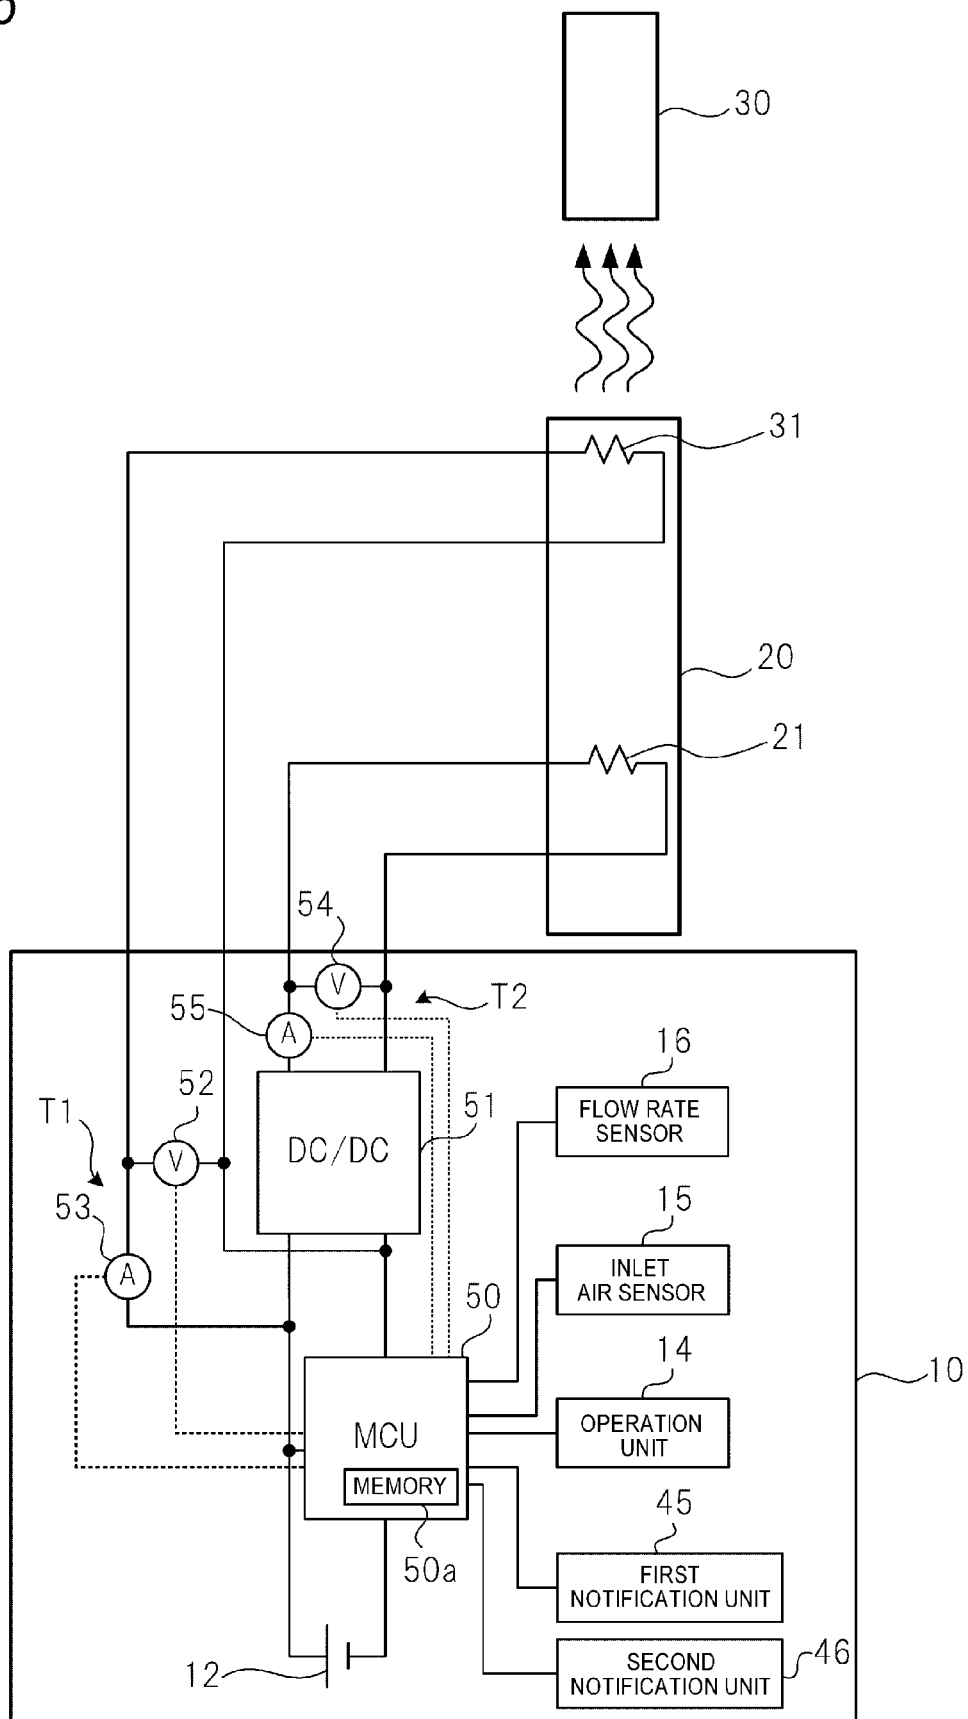 30
31
20
21
54
V
T2
55
A
16
FLOW RATE
SENSOR
52
T1
V
51
DC/DC
53
A
15
INLET
AIR SENSOR
50
14
10
OPERATION
UNIT
MCU
MEMORY
50a
45
FIRST
NOTIFICATION UNIT
12
SECOND
NOTIFICATION UNIT
46